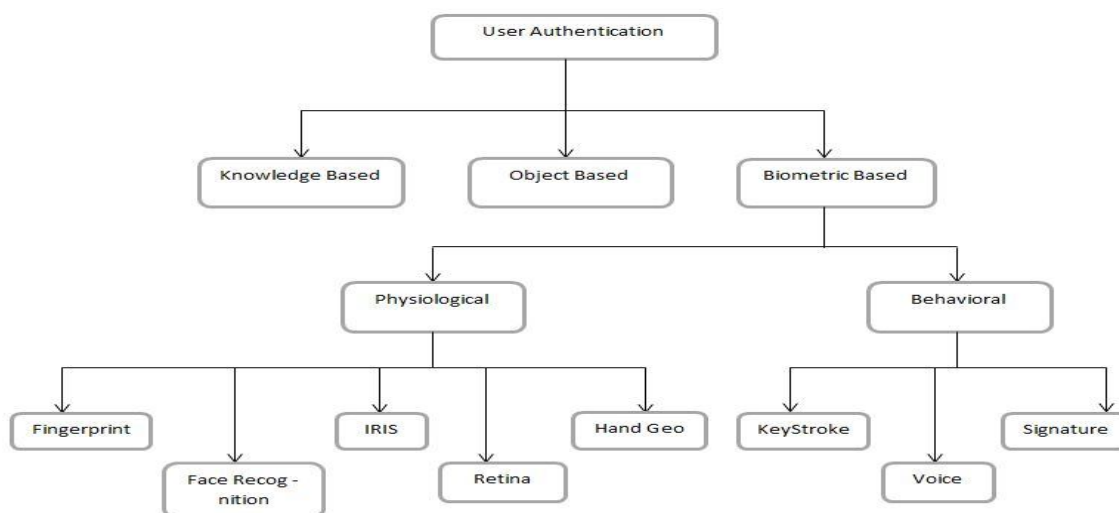 User Authentication
Knowledge Based
Object Based
Biometric Based
Physiological
Behavioral
Fingerprint
Face Recog -
nition
IRIS
Retina
Hand Geo
KeyStroke
Voice
Signature